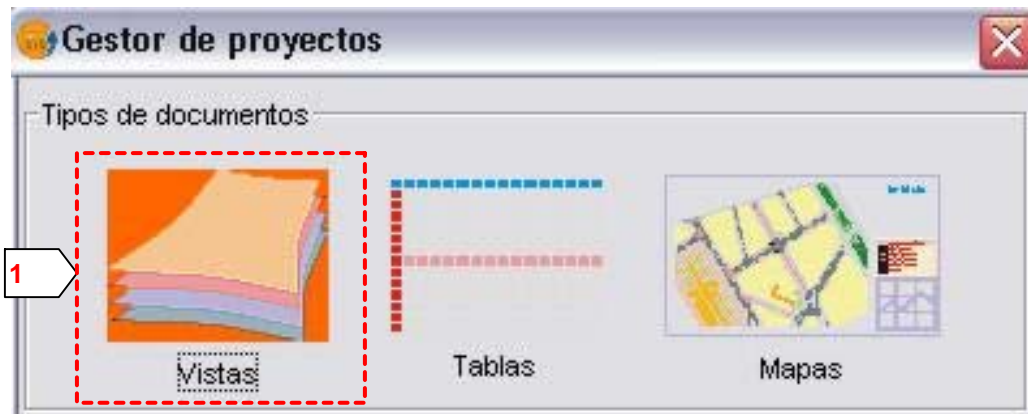 Gestor de proyectos
Tipos de documentos
1
Vistas
Tablas
Mapas